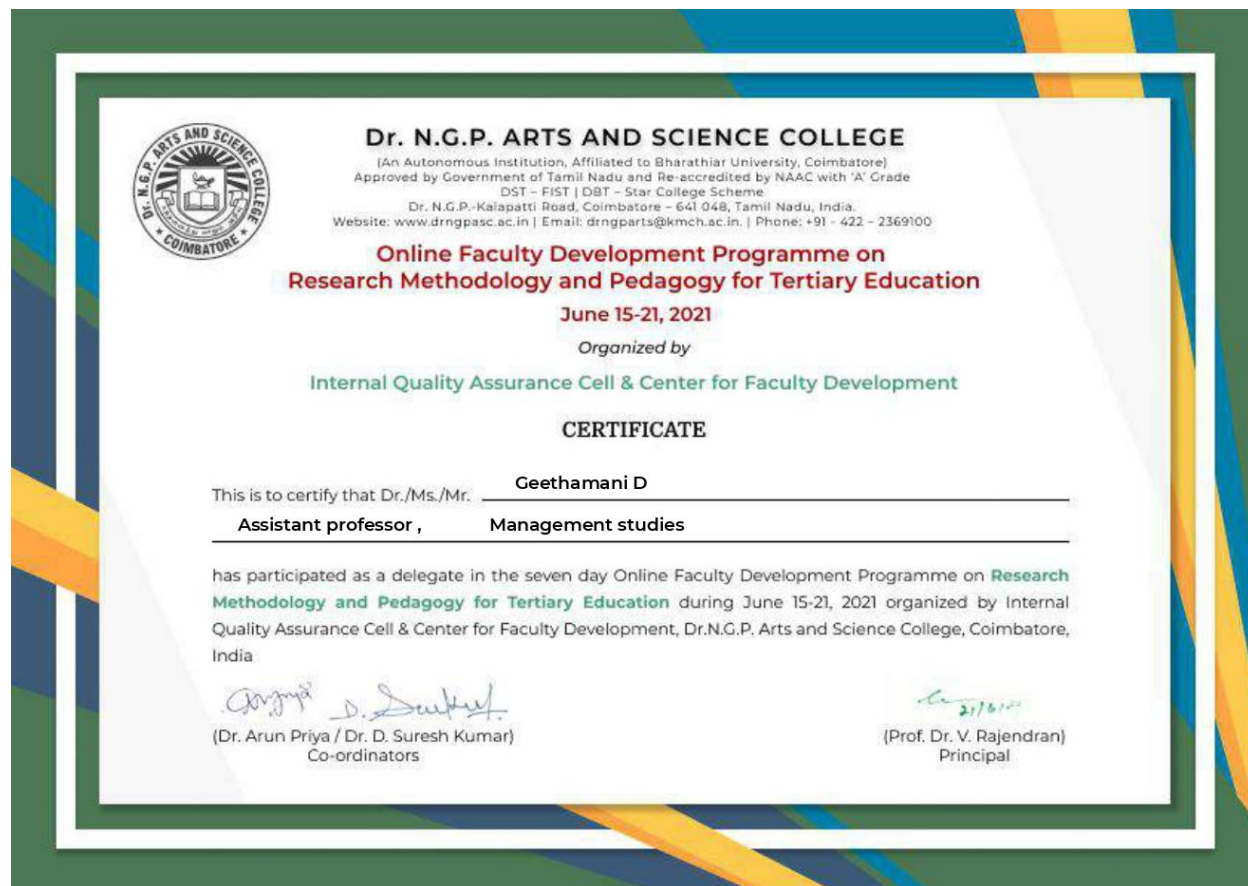 Dr. N.G.P. ARTS AND SCIENCE COLLEGE
COIMBATORE
Dr. N.G.P. ARTS AND SCIENCE COLLEGE
(An Autonomous Institution, Affiliated to Bharathiar University, Coimbatore)
Approved by Government of Tamil Nadu and Re-accredited by NAAC with 'A' Grade
DST – FIST | DBT – Star College Scheme
Dr. N.G.P.-Kalapatti Road, Coimbatore – 641 048, Tamil Nadu, India.
Website: www.drngpasc.ac.in | Email: drngparts@kmch.ac.in. | Phone: +91 - 422 – 2369100
Online Faculty Development Programme on
Research Methodology and Pedagogy for Tertiary Education
June 15-21, 2021
Organized by
Internal Quality Assurance Cell & Center for Faculty Development
CERTIFICATE
This is to certify that Dr./Ms./Mr. Geethamani D
Assistant professor , Management studies
has participated as a delegate in the seven day Online Faculty Development Programme on Research
Methodology and Pedagogy for Tertiary Education during June 15-21, 2021 organized by Internal
Quality Assurance Cell & Center for Faculty Development, Dr.N.G.P. Arts and Science College, Coimbatore,
India
(Dr. Arun Priya / Dr. D. Suresh Kumar)
Co-ordinators
(Prof. Dr. V. Rajendran)
Principal